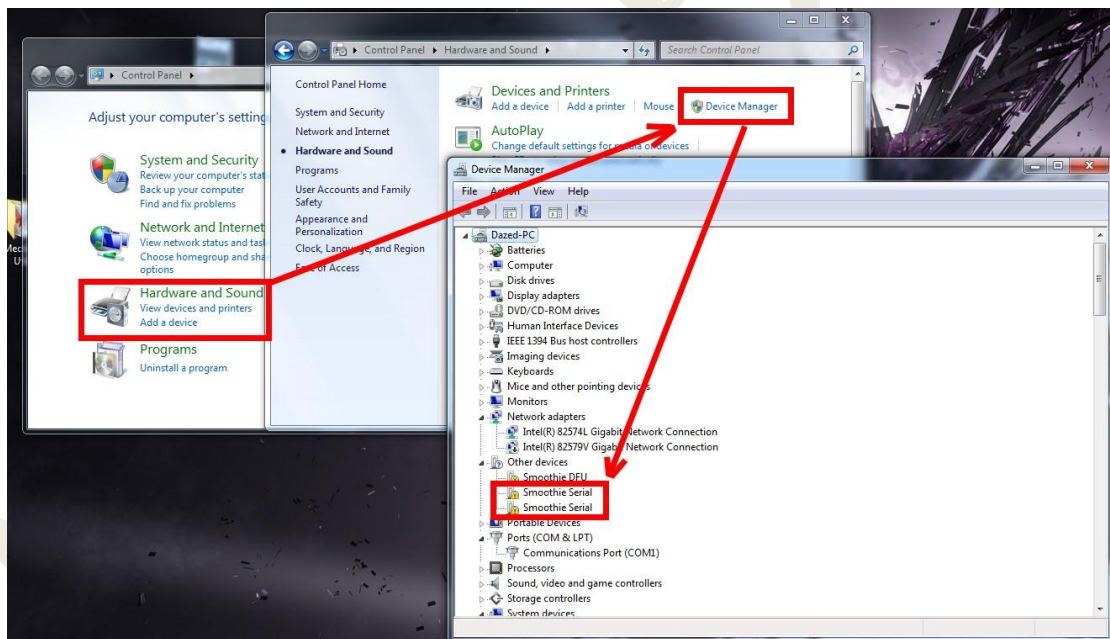 Control Panel
Adjust your computer's setting
System and Security
Review your computer's stat
Back up your computer
Find and fix problems
Network and Internet
View network status and tas
Choose homegroup and sha
options
Hardware and Sound
View devices and printers
Add a device
Programs
Uninstall a program
Control Panel Hardware and Sound
Search Control Panel
Control Panel Home
System and Security
Network and Internet
Hardware and Sound
Programs
User Accounts and Family
Safety
Appearance and
Personalization
Clock, Language, and Region
Ease of Access
Devices and Printers
Add a device Add a printer Mouse Device Manager
AutoPlay
Change default settings for media or devices
Device Manager
File Action View Help
Dazed-PC
Batteries
Computer
Disk drives
Display adapters
DVD/CD-ROM drives
Human Interface Devices
IEEE 1394 Bus host controllers
Imaging devices
Keyboards
Mice and other pointing devices
Monitors
Network adapters
Intel(R) 82574L Gigabit Network Connection
Intel(R) 82579V Gigabit Network Connection
Other devices
Smoothie DFU
Smoothie Serial
Smoothie Serial
Portable Devices
Ports (COM & LPT)
Communications Port (COM1)
Processors
Sound, video and game controllers
Storage controllers
System devices